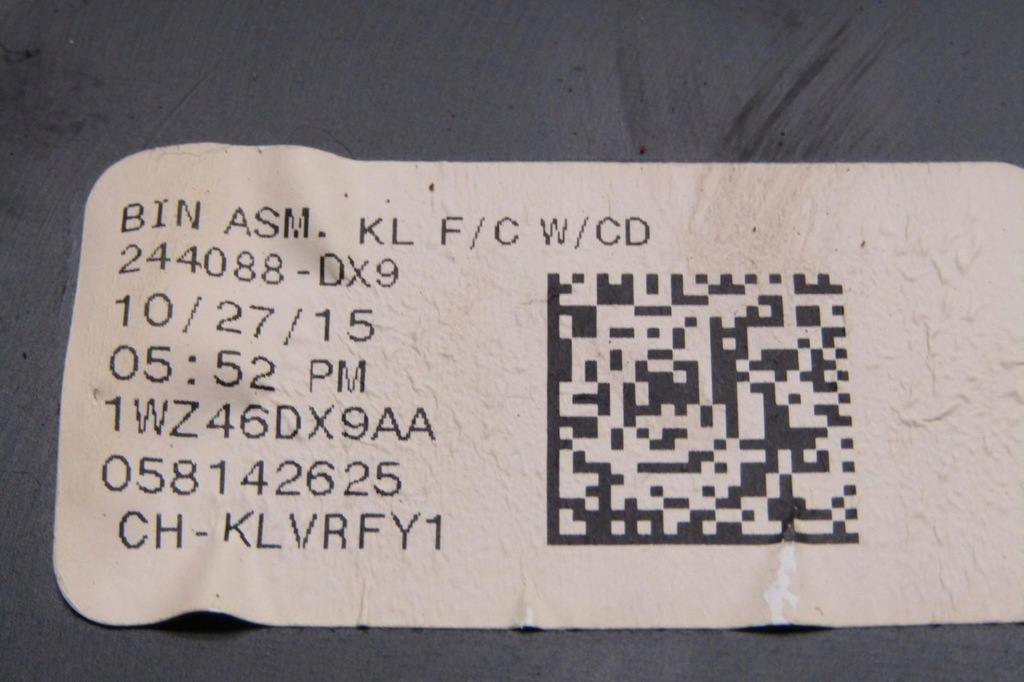 BIN ASM. KL F/C W/CD
244088-DX9
10/27/15
05:52 PM
1WZ46DX9AA
058142625
CH-KLVRFY1